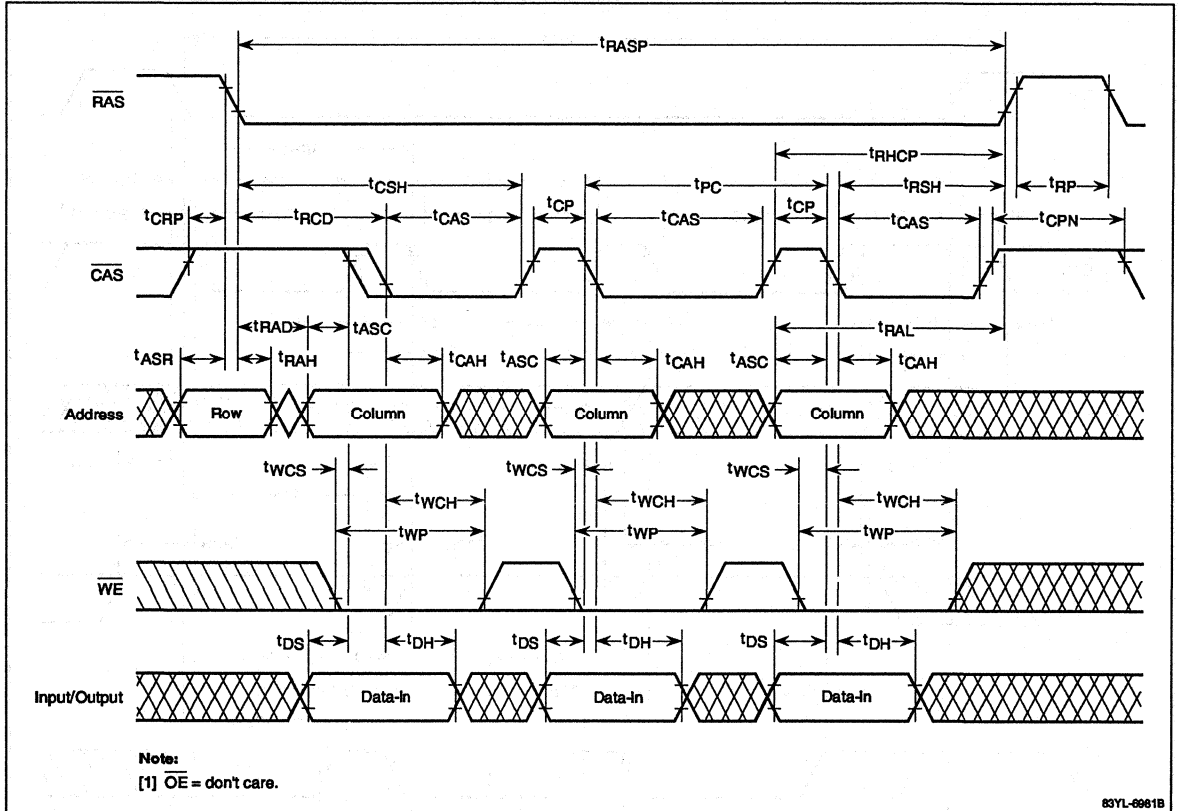 tRASP
RAS
tRHCP
tCSH tPC tRSH tRP
tCRP tRCD tCAS tCP tCAS tCP tCAS tCPN
CAS
tRAD tASC tRAL
tASR tRAH tCAH tASC tCAH tASC tCAH
Address Row Column Column Column
tWCS tWCS tWCS
tWCH tWCH tWCH
tWP tWP tWP
WE
tDS tDH tDS tDH tDS tDH
Input/Output Data-in Data-in Data-in
Note:
[1] OE = don't care.
83YL-6981B